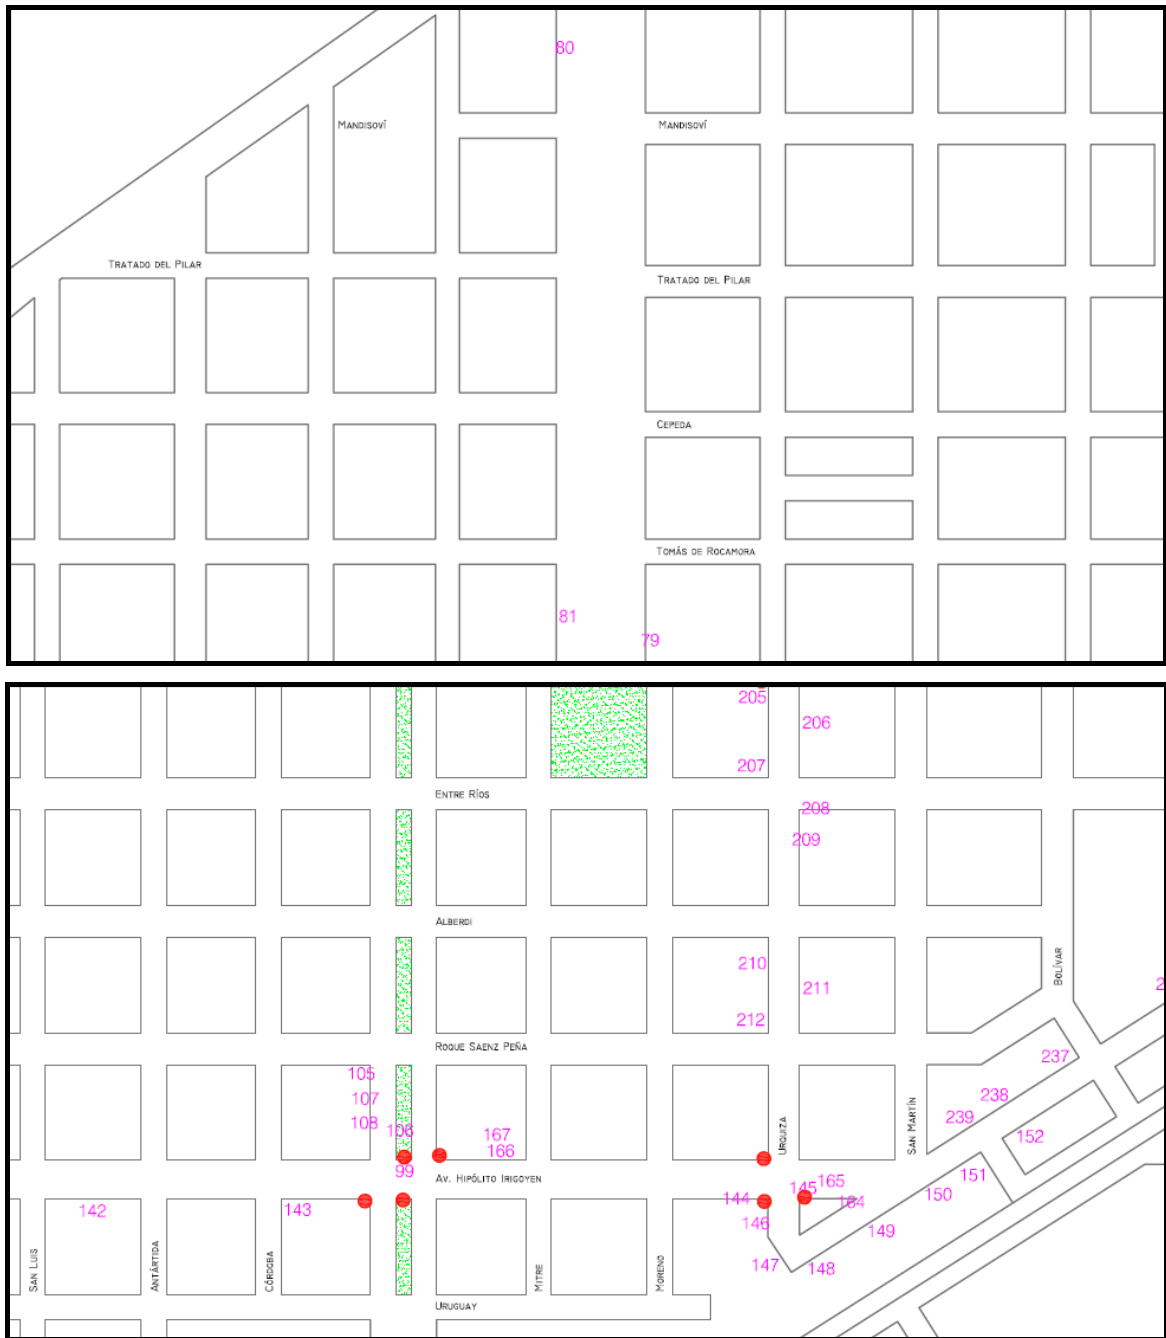 80
MANDISOVÍ
MANDISOVÍ
TRATADO DEL PILAR
TRATADO DEL PILAR
CEPEDA
TOMÁS DE ROCAMORA
81
79
205
206
207
ENTRE RÍOS
208
209
ALBERDI
210
BOLÍVAR
211
212
ROQUE SAENZ PEÑA
237
105
107
238
108
106
239
SAN MARTÍN
167
URQUIZA
152
166
99
AV. HIPÓLITO IRIGOYEN
151
165
145
150
144
164
142
143
146
149
SAN LUIS
ANTÁRTIDA
CÓRDOBA
MITRE
MORENO
147
148
URUGUAY